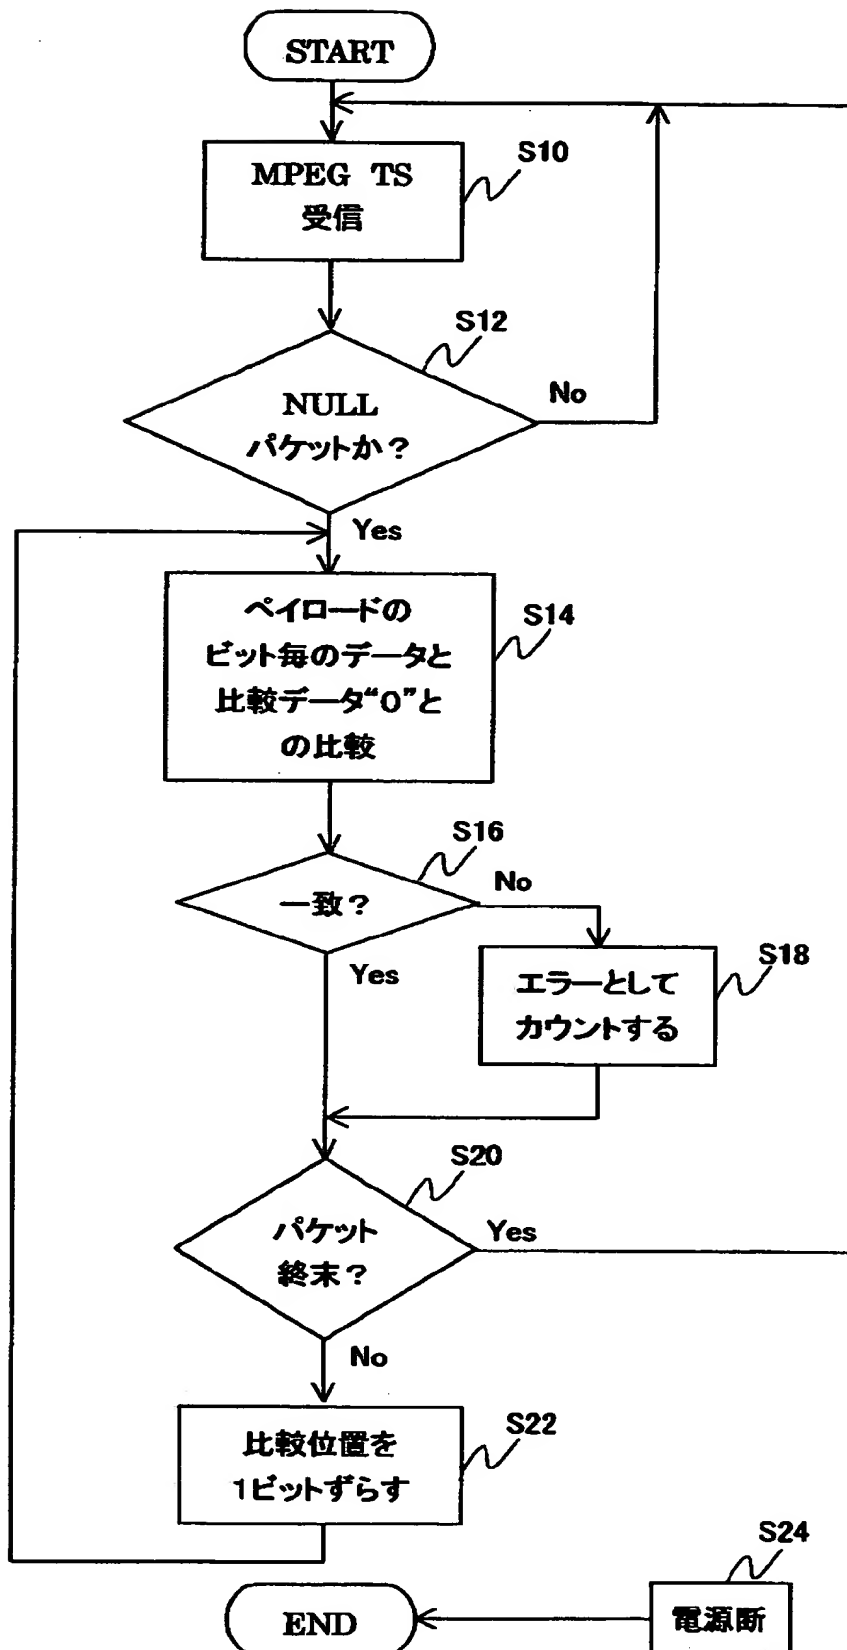 START
S10
MPEG TS
受信
S12
NULL
パケットか？
No
Yes
S14
ペイロードの
ビット毎のデータと
比較データ“0”と
の比較
S16
一致？
No
Yes
S18
エラーとして
カウントする
S20
パケット
終末？
Yes
No
S22
比較位置を
1ビットずらす
S24
電源断
END